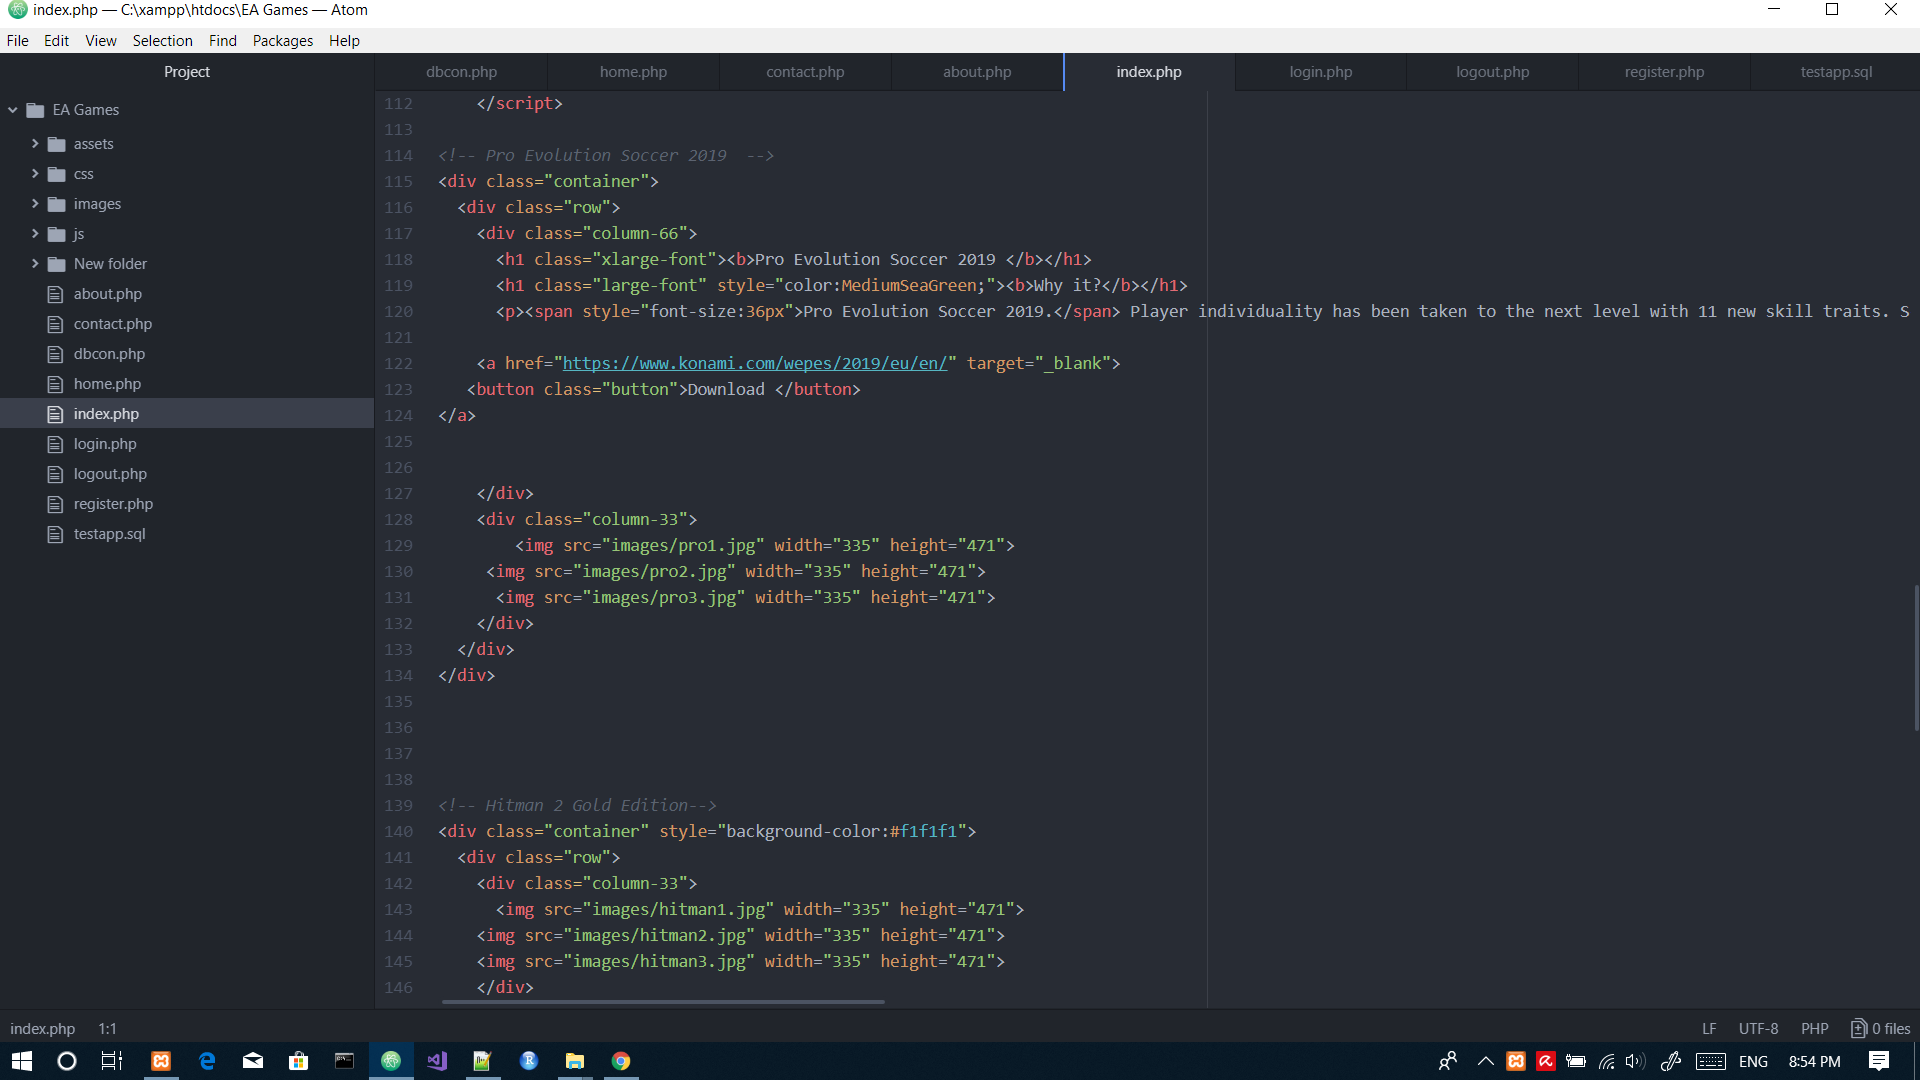 index.php — C:\xampp\htdocs\EA Games — Atom
File Edit View Selection Find Packages Help
Project
EA Games
assets
css
images
js
New folder
about.php
contact.php
dbcon.php
home.php
index.php
login.php
logout.php
register.php
testapp.sql
dbcon.php home.php contact.php about.php index.php login.php logout.php register.php testapp.sql
112 </script>
113
114 <!-- Pro Evolution Soccer 2019  -->
115 <div class="container">
116 <div class="row">
117 <div class="column-66">
118 <h1 class="xlarge-font"><b>Pro Evolution Soccer 2019 </b></h1>
119 <h1 class="large-font" style="color:MediumSeaGreen;"><b>Why it?</b></h1>
120 <p><span style="font-size:36px">Pro Evolution Soccer 2019.</span> Player individuality has been taken to the next level with 11 new skill traits. S
121
122 <a href="https://www.konami.com/wepes/2019/eu/en/" target="_blank">
123 <button class="button">Download </button>
124 </a>
125
126
127 </div>
128 <div class="column-33">
129 <img src="images/pro1.jpg" width="335" height="471">
130 <img src="images/pro2.jpg" width="335" height="471">
131 <img src="images/pro3.jpg" width="335" height="471">
132 </div>
133 </div>
134 </div>
135
136
137
138
139 <!-- Hitman 2 Gold Edition-->
140 <div class="container" style="background-color:#f1f1f1">
141 <div class="row">
142 <div class="column-33">
143 <img src="images/hitman1.jpg" width="335" height="471">
144 <img src="images/hitman2.jpg" width="335" height="471">
145 <img src="images/hitman3.jpg" width="335" height="471">
146 </div>
index.php 1:1 LF UTF-8 PHP 0 files
ENG 8:54 PM